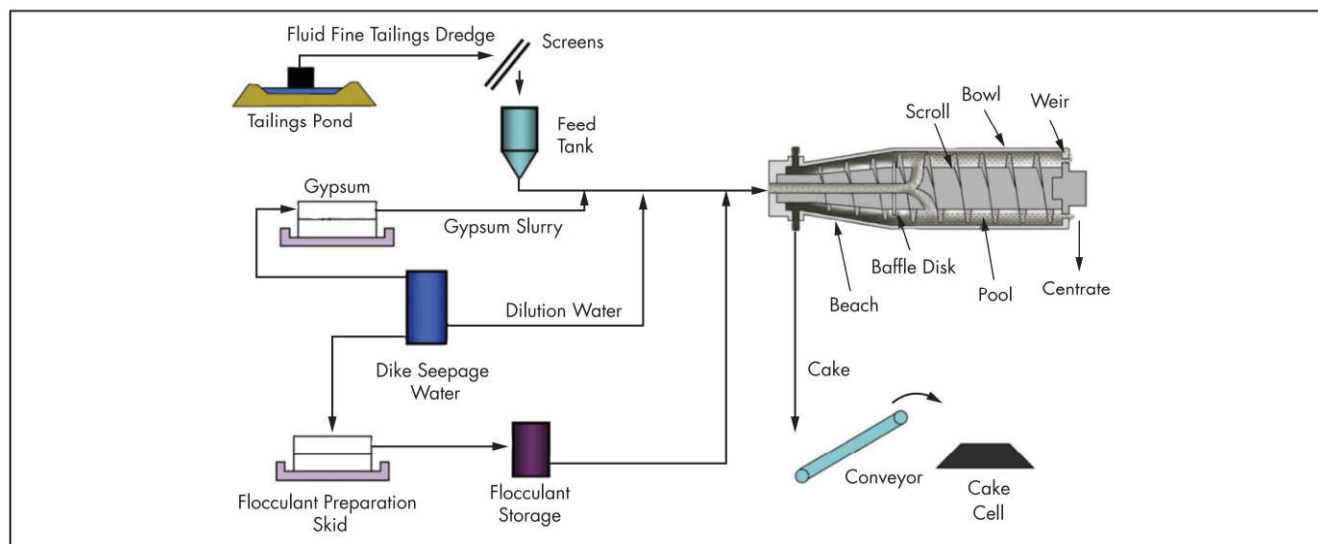 Fluid Fine Tailings Dredge
Screens
Tailings Pond
Feed
Tank
Gypsum
Gypsum Slurry
Dilution Water
Dike Seepage
Water
Flocculant Preparation
Skid
Flocculant
Storage
Bowl
Weir
Scroll
Baffle Disk
Beach
Pool
Centrate
Cake
Conveyor
Cake
Cell